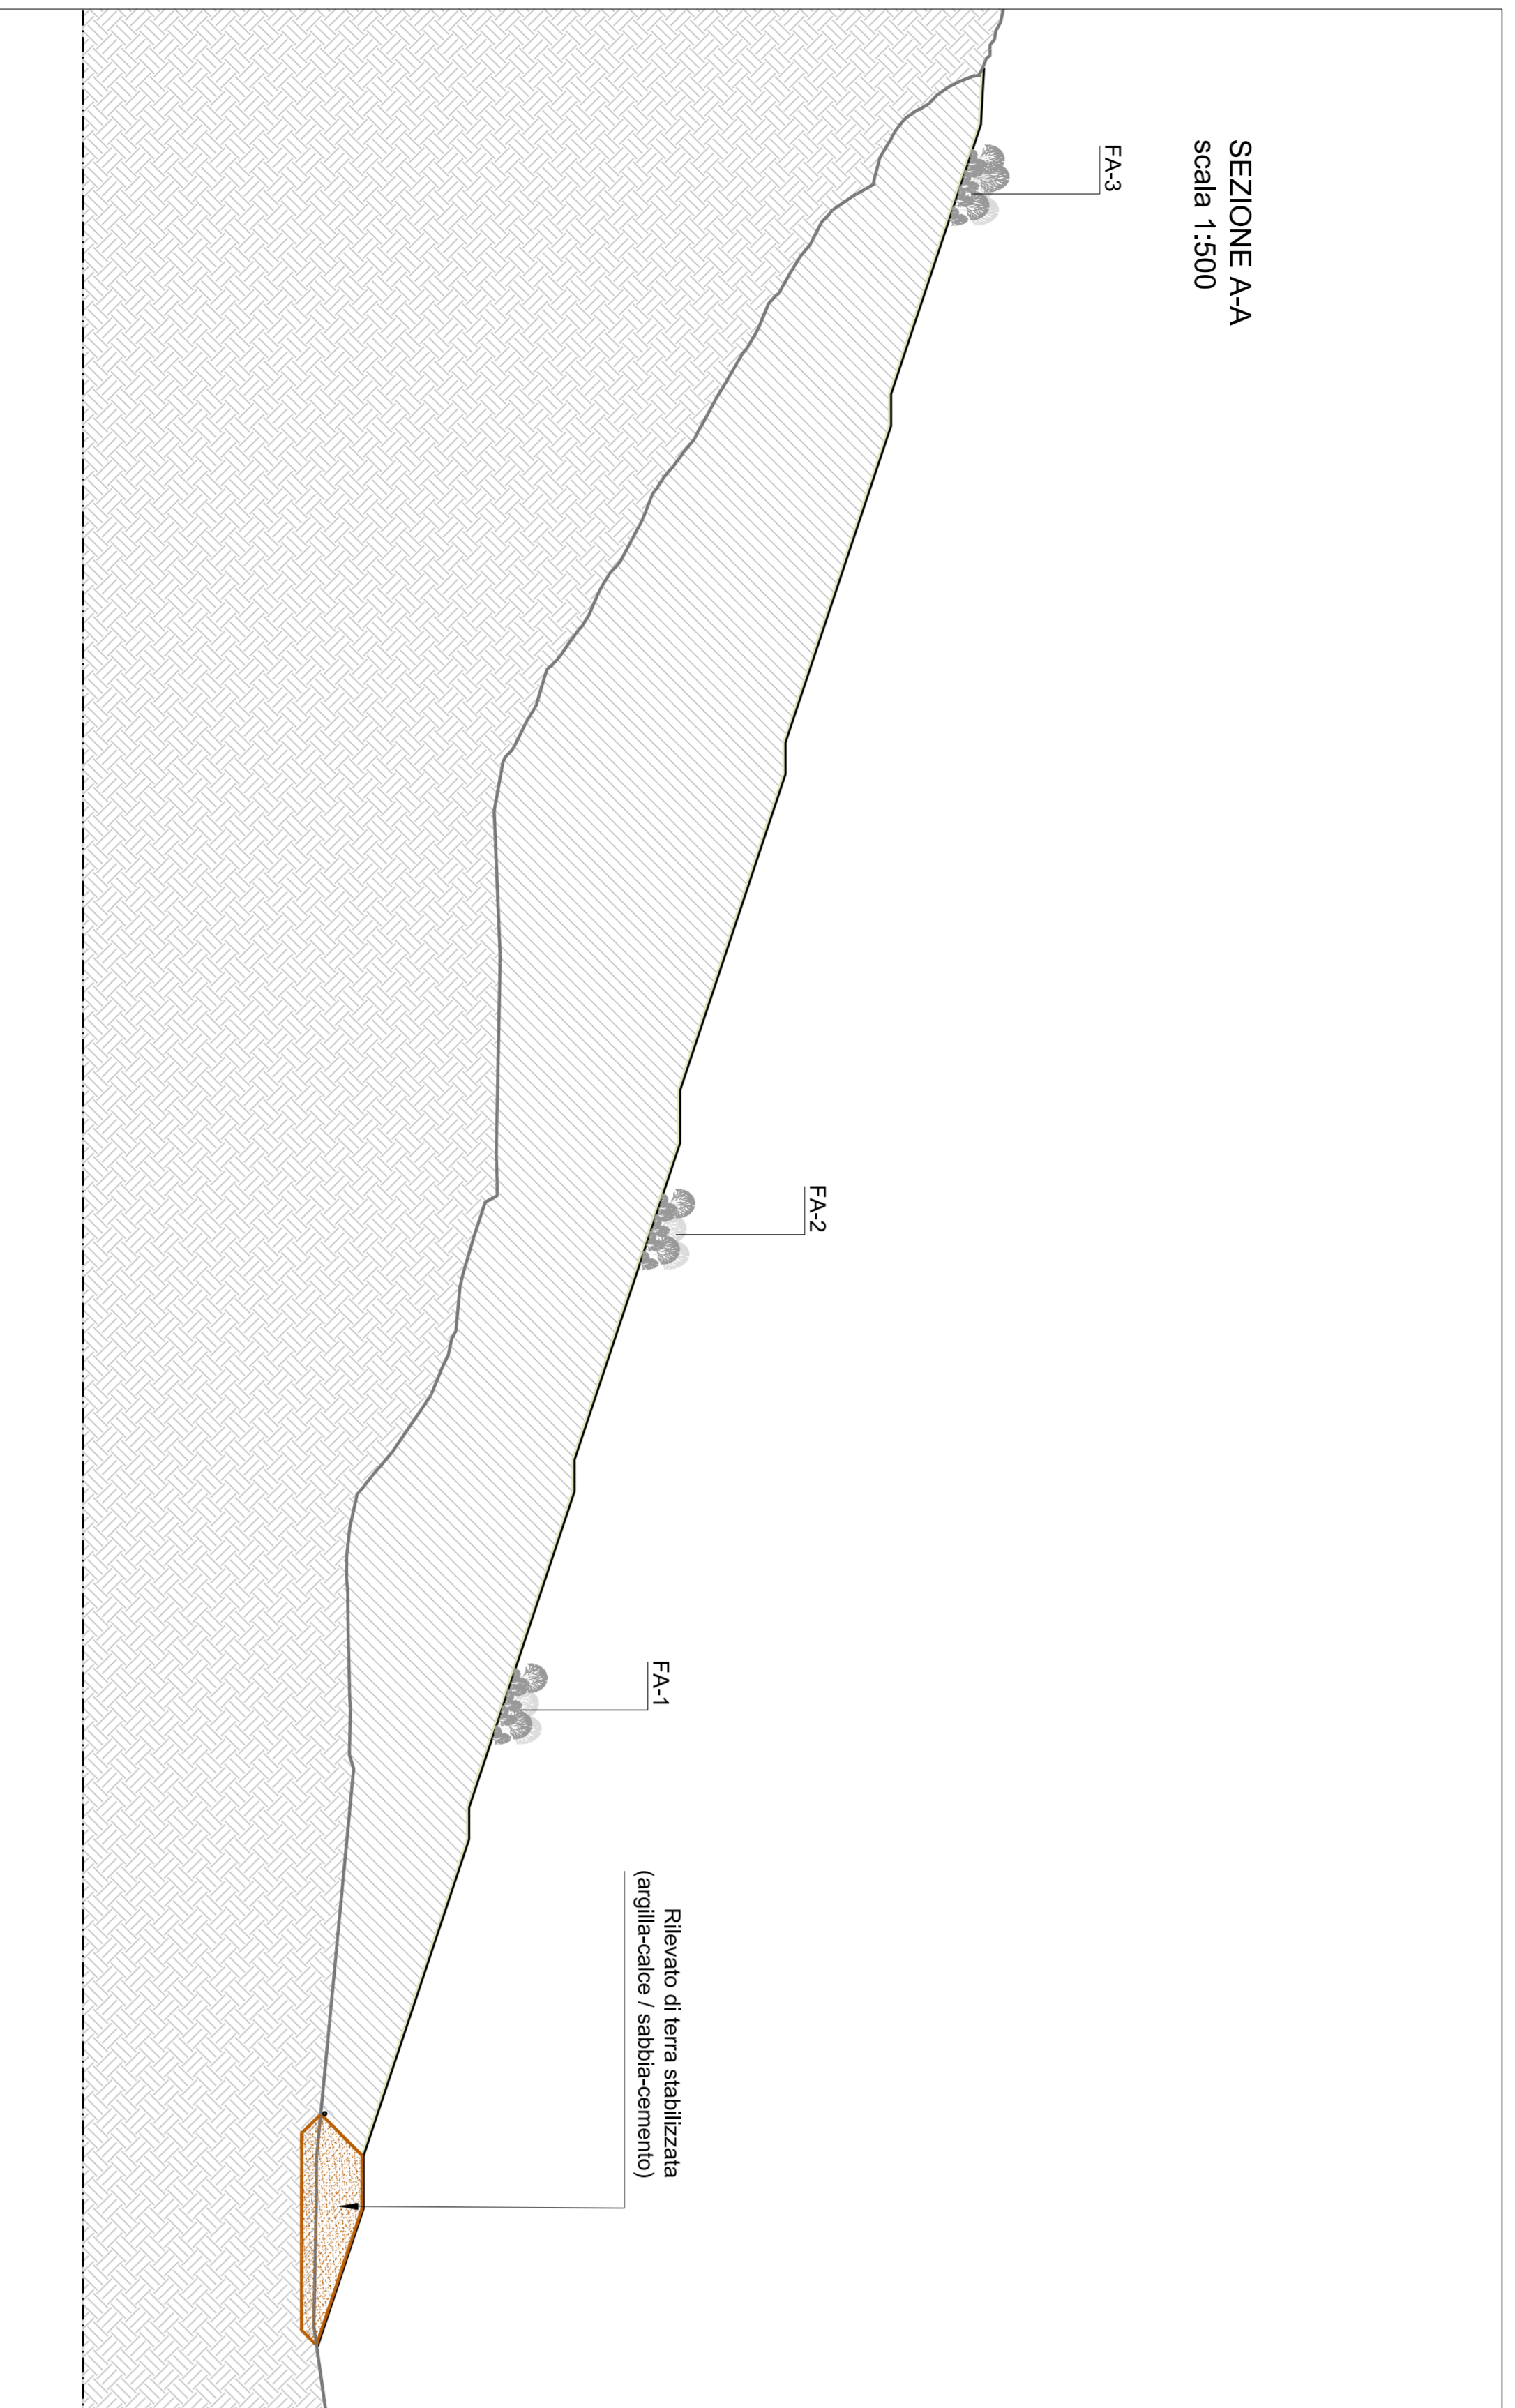 SEZIONE A-A
scala 1:500
FA-3
FA-2
FA-1
Rilevato di terra stabilizzata
(argilla-calce / sabbia-cemento)